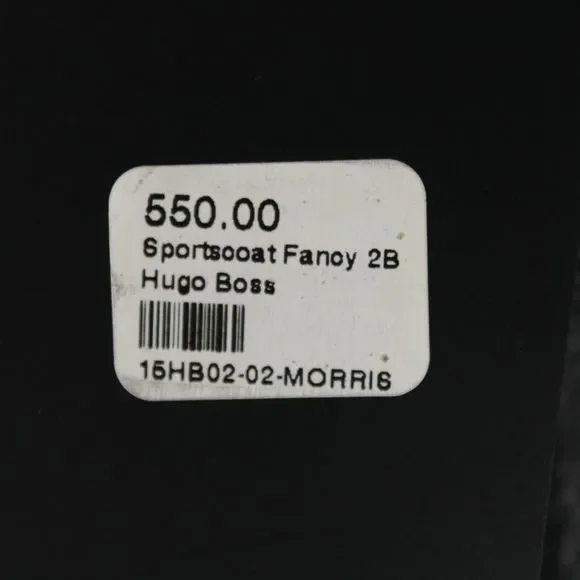 550.00
Sportscoat Fancy 2B
Hugo Boss
15HB02-02-MORRIS